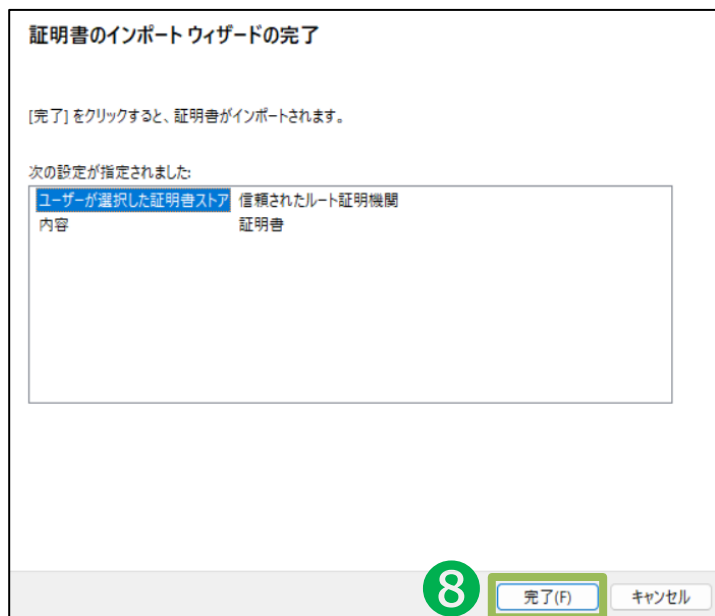 証明書のインポート ウィザードの完了
[完了] をクリックすると、証明書がインポートされます。
次の設定が指定されました:
ユーザーが選択した証明書ストア 信頼されたルート証明機関
内容 証明書
8 完了(F) キャンセル